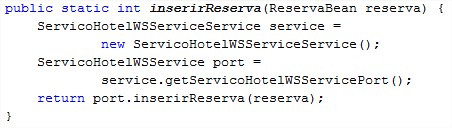 public static int inserirReserva(ReservaBean reserva) {
    ServicoHotelWSServiceService service =
            new ServicoHotelWSServiceService();
    ServicoHotelWSService port =
            service.getServicoHotelWSServicePort();
    return port.inserirReserva(reserva);
}